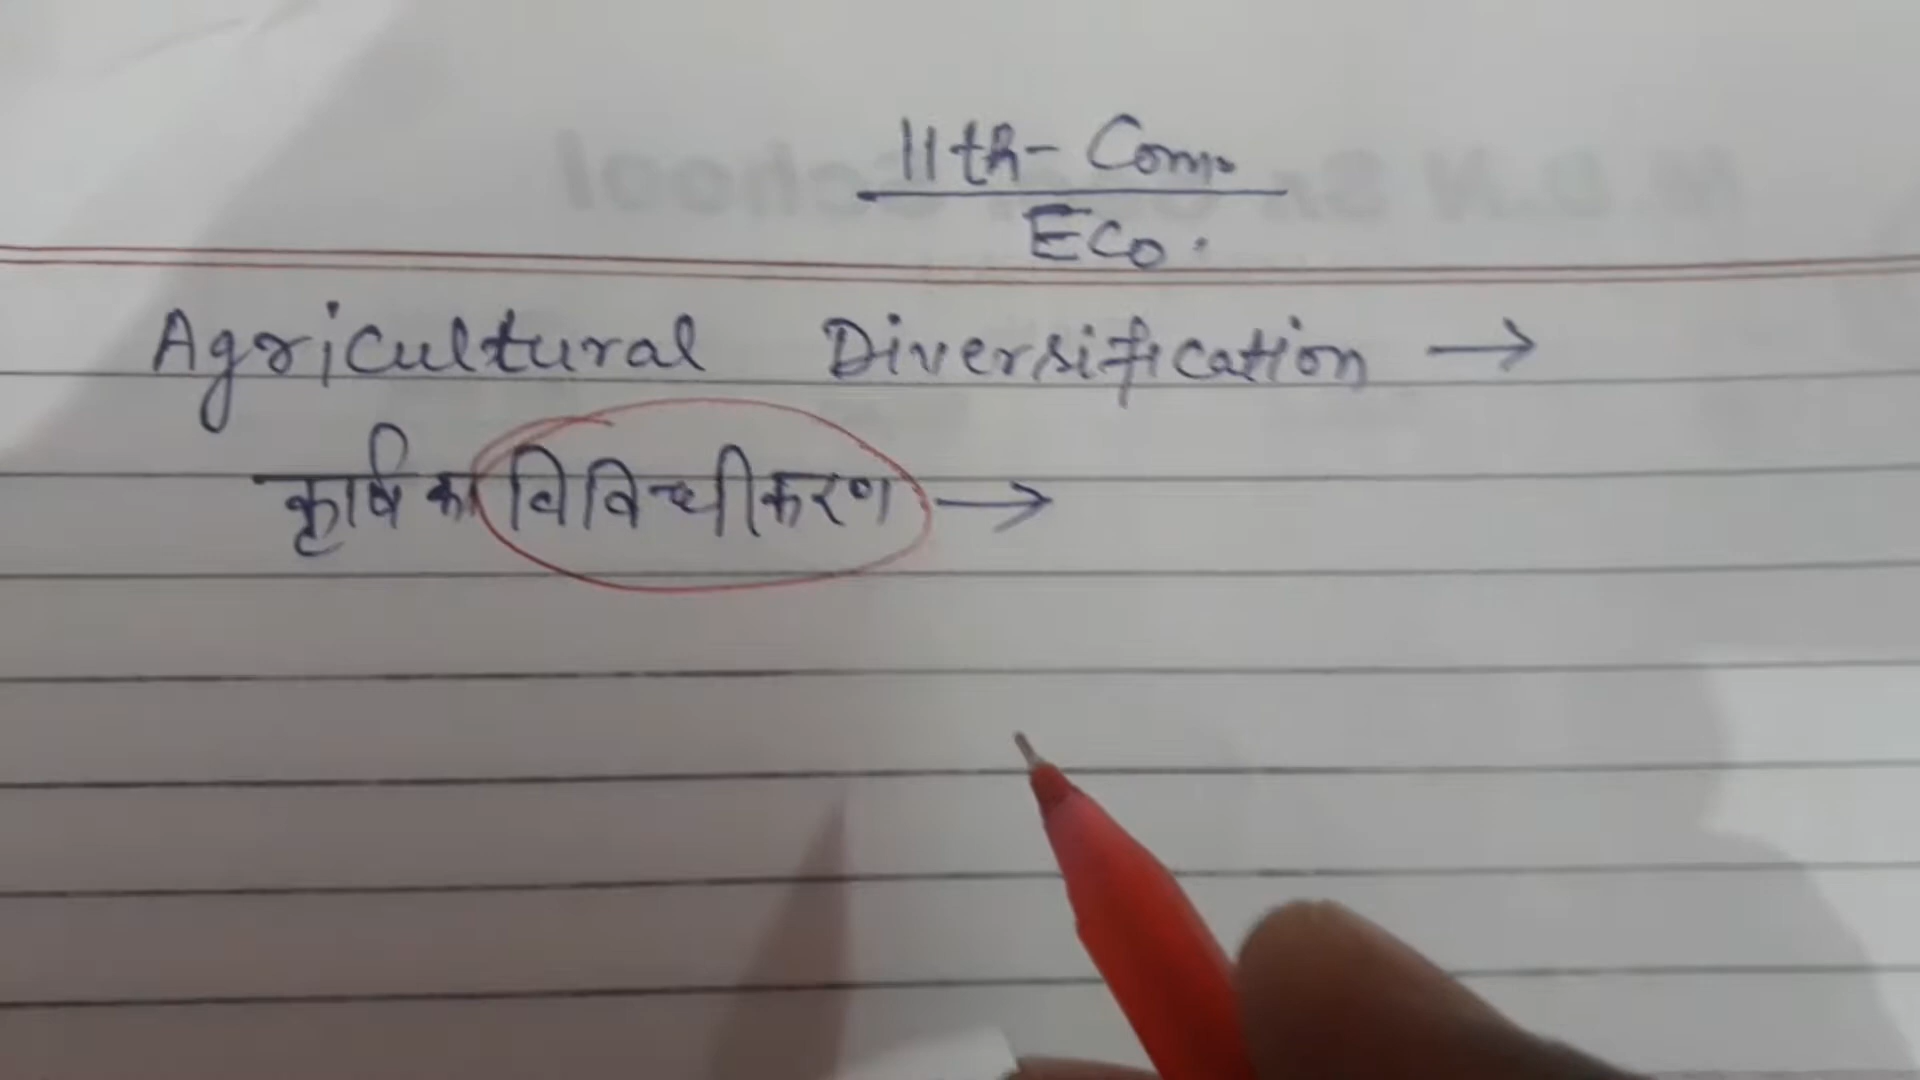 11th - Com.
Eco.
Agricultural Diversification →
कृषि का विविधीकरण →